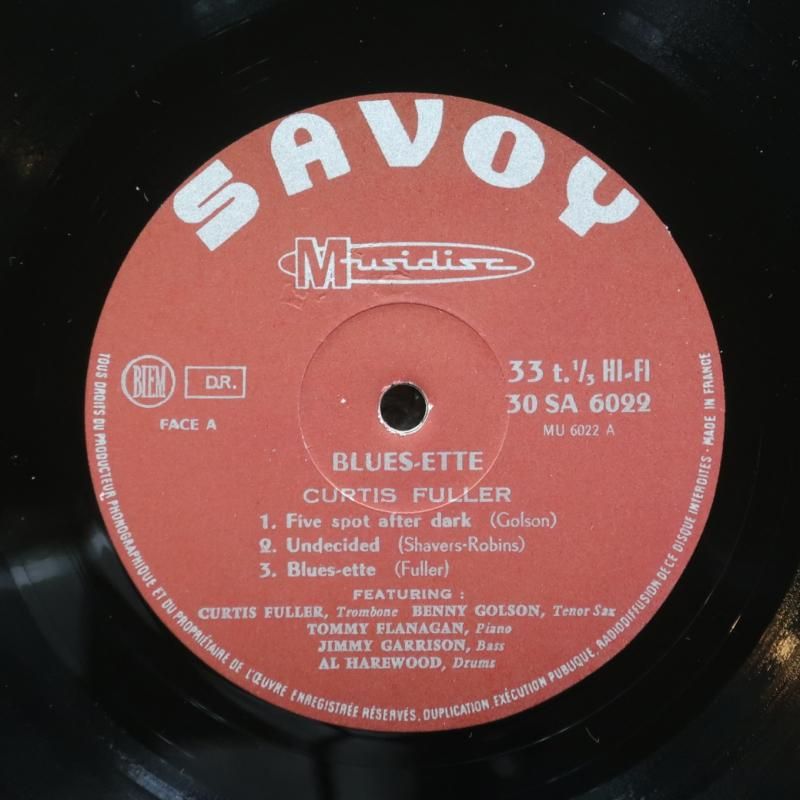 SAVOY
Musidisc
BIEM
D.R.
33 t.⅓ HI-FI
30 SA 6022
FACE A
MU 6022 A
BLUES-ETTE
CURTIS FULLER
1. Five spot after dark (Golson)
2. Undecided (Shavers-Robins)
3. Blues-ette (Fuller)
FEATURING :
CURTIS FULLER, Trombone BENNY GOLSON, Tenor Sax
TOMMY FLANAGAN, Piano
JIMMY GARRISON, Bass
AL HAREWOOD, Drums
TOUS DROITS DU PRODUCTEUR PHONOGRAPHIQUE ET DU PROPRIÉTAIRE DE L'ŒUVRE ENREGISTRÉE RÉSERVÉS. DUPLICATION, EXÉCUTION PUBLIQUE, RADIODIFFUSION DE CE DISQUE INTERDITES - MADE IN FRANCE